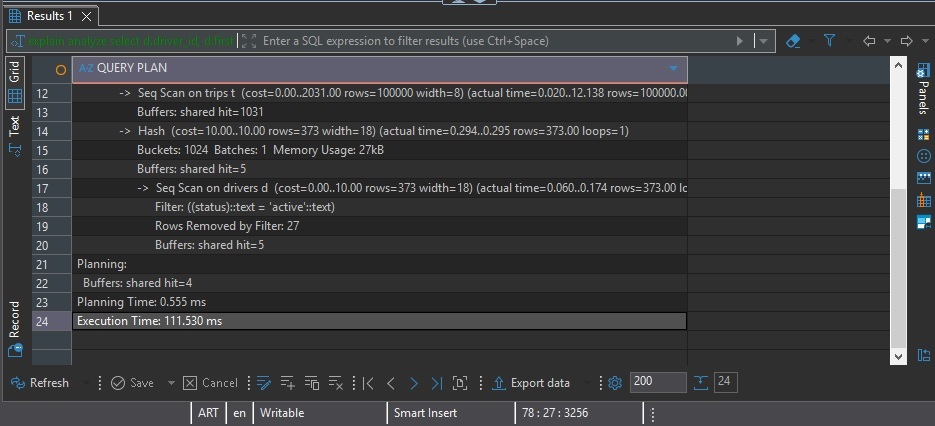 Results 1
explain analyze select d.driver_id, d.first
Enter a SQL expression to filter results (use Ctrl+Space)
Grid
Text
Record
Panels
A-Z QUERY PLAN
12 -> Seq Scan on trips t (cost=0.00..2031.00 rows=100000 width=8) (actual time=0.020..12.138 rows=100000.00
13 Buffers: shared hit=1031
14 -> Hash (cost=10.00..10.00 rows=373 width=18) (actual time=0.294..0.295 rows=373.00 loops=1)
15 Buckets: 1024 Batches: 1 Memory Usage: 27kB
16 Buffers: shared hit=5
17 -> Seq Scan on drivers d (cost=0.00..10.00 rows=373 width=18) (actual time=0.060..0.174 rows=373.00 lo
18 Filter: ((status)::text = 'active'::text)
19 Rows Removed by Filter: 27
20 Buffers: shared hit=5
21 Planning:
22 Buffers: shared hit=4
23 Planning Time: 0.555 ms
24 Execution Time: 111.530 ms
Refresh Save Cancel Export data 200 24
ART en Writable Smart Insert 78 : 27 : 3256